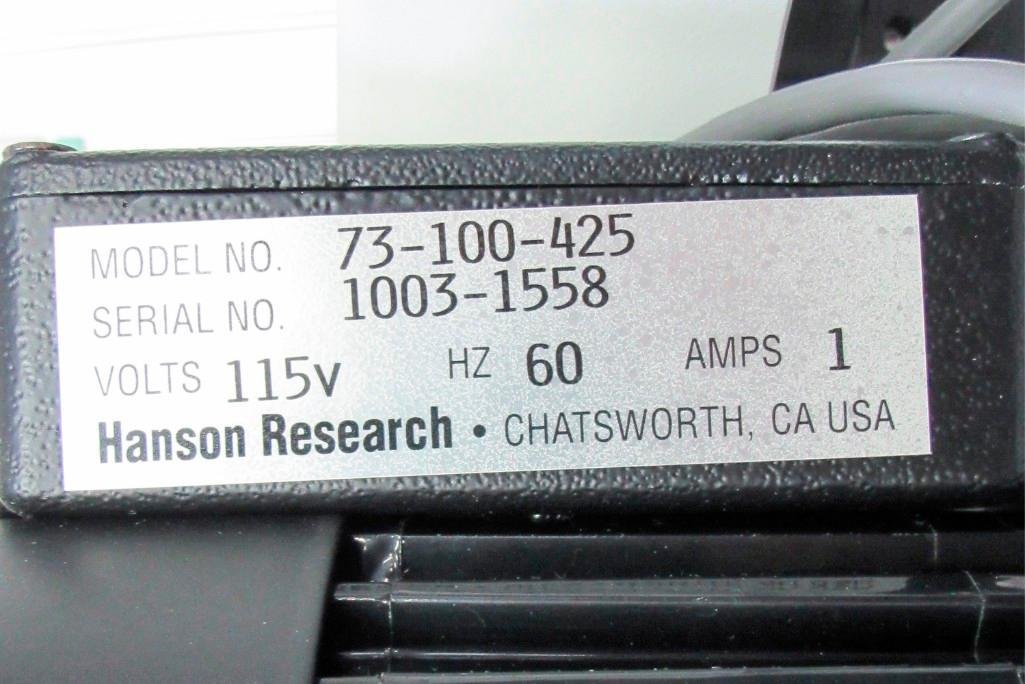 MODEL NO. 73-100-425
SERIAL NO. 1003-1558
VOLTS 115v HZ 60 AMPS 1
Hanson Research • CHATSWORTH, CA USA